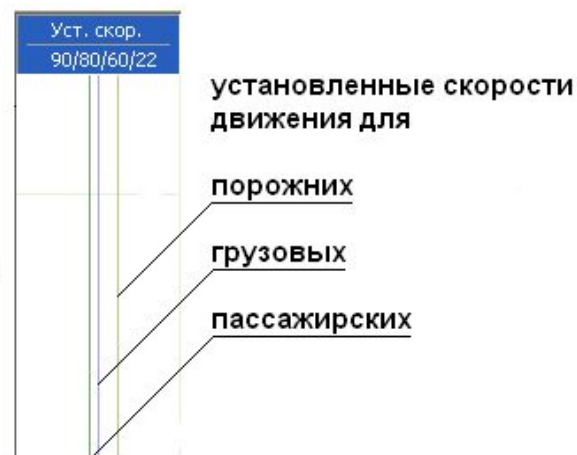 Уст. скор.
90/80/60/22
установленные скорости
движения для
порожних
грузовых
пассажирских